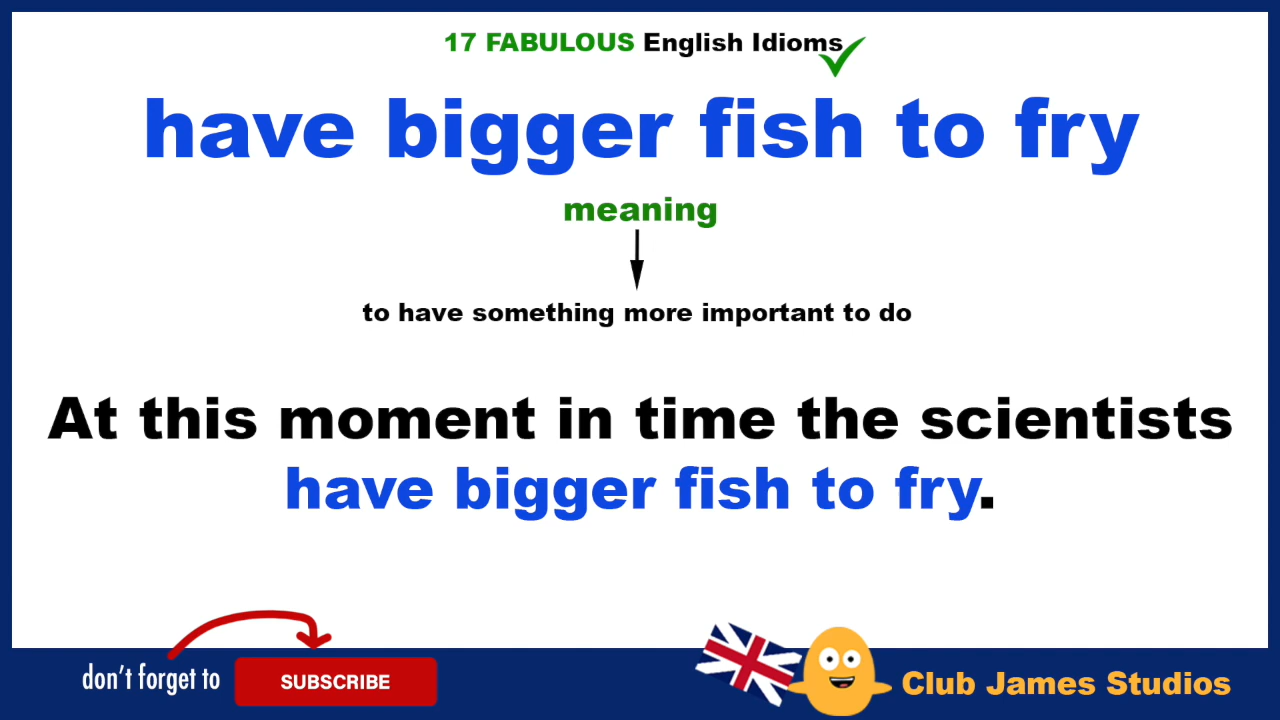 17 FABULOUS English Idioms
have bigger fish to fry
meaning
to have something more important to do
At this moment in time the scientists
have bigger fish to fry.
don't forget to SUBSCRIBE
Club James Studios